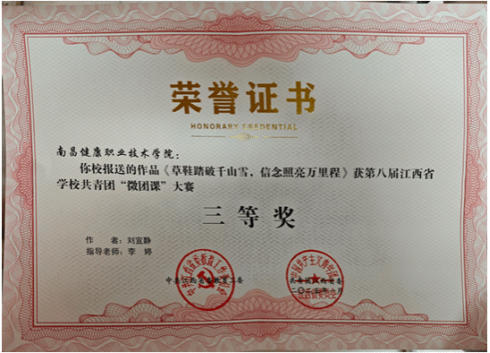 荣誉证书
HONORARY CREDENTIAL
南昌健康职业技术学院：
你校报送的作品《草鞋踏破千山雪，信念照亮万里程》获第八届江西省
学校共青团“微团课”大赛
三等奖
作 者：刘宣静
指导老师：李 婷